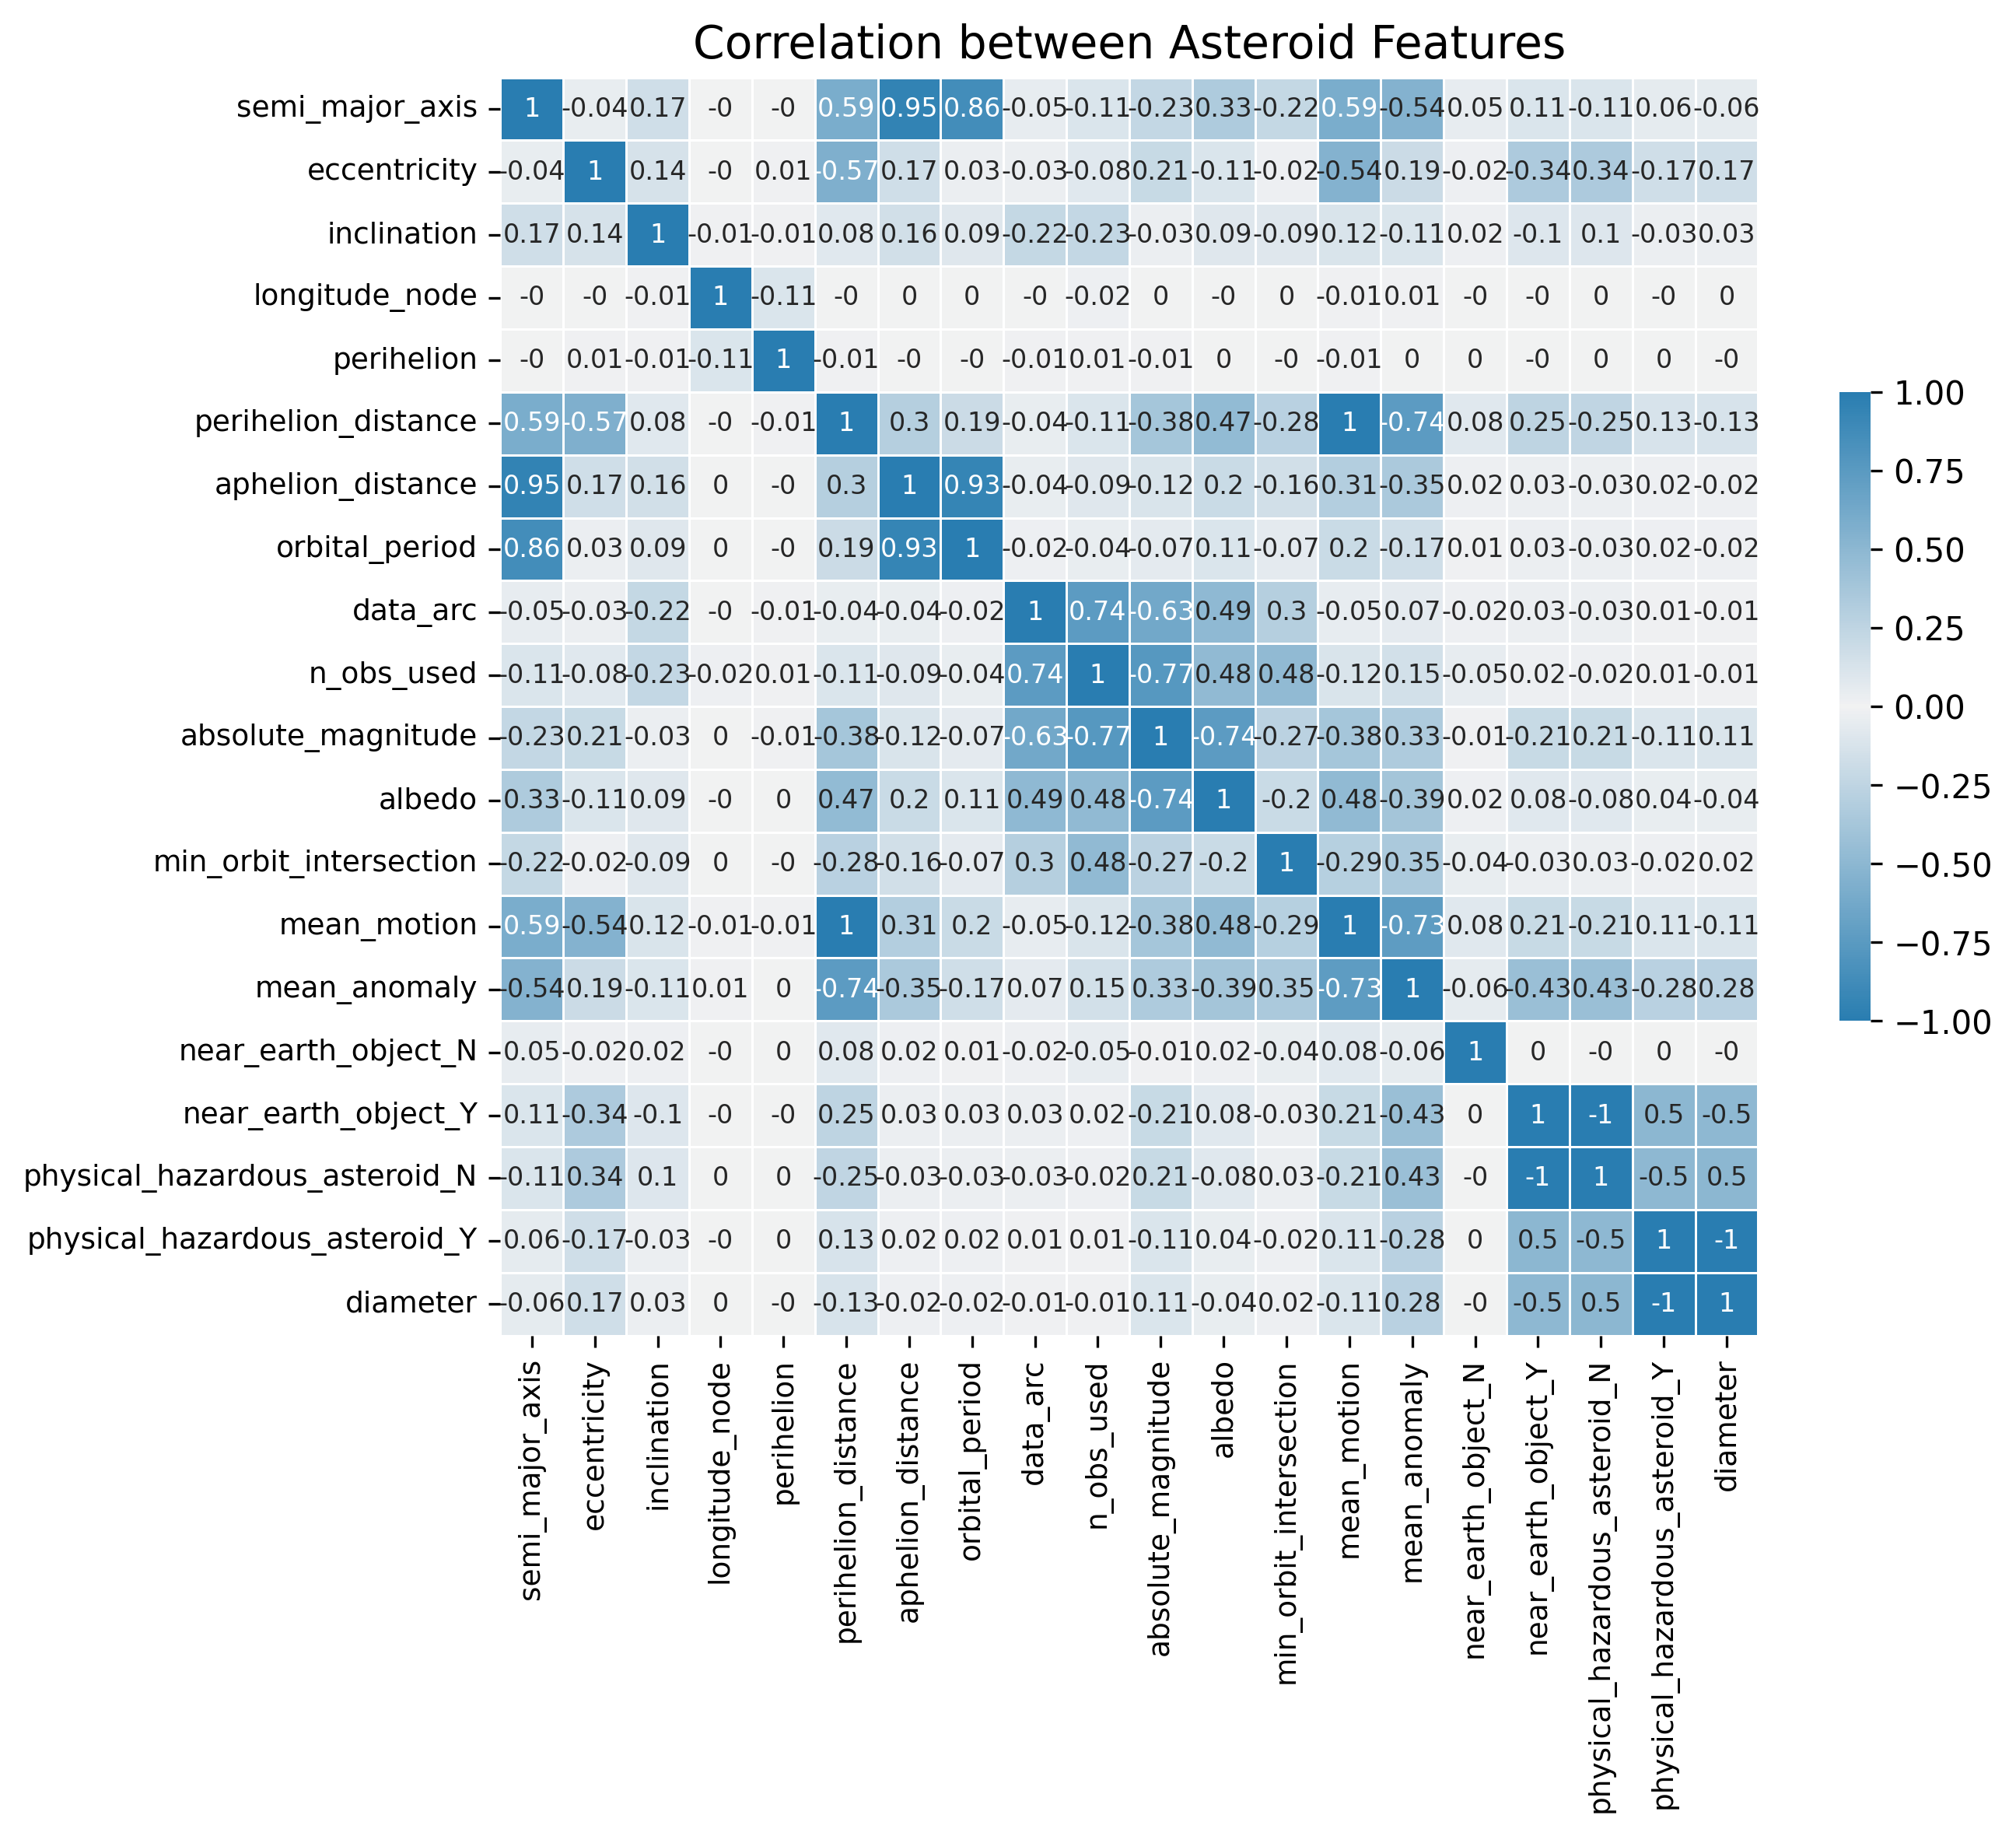 Correlation between Asteroid Features
semi_major_axis 1 -0.04 0.17 -0 -0 0.59 0.95 0.86 -0.05 -0.11 -0.23 0.33 -0.22 0.59 -0.54 0.05 0.11 -0.11 0.06 -0.06
eccentricity -0.04 1 0.14 -0 0.01 -0.57 0.17 0.03 -0.03 -0.08 0.21 -0.11 -0.02 -0.54 0.19 -0.02 -0.34 0.34 -0.17 0.17
inclination 0.17 0.14 1 -0.01 -0.01 0.08 0.16 0.09 -0.22 -0.23 -0.03 0.09 -0.09 0.12 -0.11 0.02 -0.1 0.1 -0.03 0.03
longitude_node -0 -0 -0.01 1 -0.11 -0 0 0 -0 -0.02 0 -0 0 -0.01 0.01 -0 -0 0 -0 0
perihelion -0 0.01 -0.01 -0.11 1 -0.01 -0 -0 -0.01 0.01 -0.01 0 -0 -0.01 0 0 -0 0 0 -0
perihelion_distance 0.59 -0.57 0.08 -0 -0.01 1 0.3 0.19 -0.04 -0.11 -0.38 0.47 -0.28 1 -0.74 0.08 0.25 -0.25 0.13 -0.13
aphelion_distance 0.95 0.17 0.16 0 -0 0.3 1 0.93 -0.04 -0.09 -0.12 0.2 -0.16 0.31 -0.35 0.02 0.03 -0.03 0.02 -0.02
orbital_period 0.86 0.03 0.09 0 -0 0.19 0.93 1 -0.02 -0.04 -0.07 0.11 -0.07 0.2 -0.17 0.01 0.03 -0.03 0.02 -0.02
data_arc -0.05 -0.03 -0.22 -0 -0.01 -0.04 -0.04 -0.02 1 0.74 -0.63 0.49 0.3 -0.05 0.07 -0.02 0.03 -0.03 0.01 -0.01
n_obs_used -0.11 -0.08 -0.23 -0.02 0.01 -0.11 -0.09 -0.04 0.74 1 -0.77 0.48 0.48 -0.12 0.15 -0.05 0.02 -0.02 0.01 -0.01
absolute_magnitude -0.23 0.21 -0.03 0 -0.01 -0.38 -0.12 -0.07 -0.63 -0.77 1 -0.74 -0.27 -0.38 0.33 -0.01 -0.21 0.21 -0.11 0.11
albedo 0.33 -0.11 0.09 -0 0 0.47 0.2 0.11 0.49 0.48 -0.74 1 -0.2 0.48 -0.39 0.02 0.08 -0.08 0.04 -0.04
min_orbit_intersection -0.22 -0.02 -0.09 0 -0 -0.28 -0.16 -0.07 0.3 0.48 -0.27 -0.2 1 -0.29 0.35 -0.04 -0.03 0.03 -0.02 0.02
mean_motion 0.59 -0.54 0.12 -0.01 -0.01 1 0.31 0.2 -0.05 -0.12 -0.38 0.48 -0.29 1 -0.73 0.08 0.21 -0.21 0.11 -0.11
mean_anomaly -0.54 0.19 -0.11 0.01 0 -0.74 -0.35 -0.17 0.07 0.15 0.33 -0.39 0.35 -0.73 1 -0.06 -0.43 0.43 -0.28 0.28
near_earth_object_N 0.05 -0.02 0.02 -0 0 0.08 0.02 0.01 -0.02 -0.05 -0.01 0.02 -0.04 0.08 -0.06 1 0 -0 0 -0
near_earth_object_Y 0.11 -0.34 -0.1 -0 -0 0.25 0.03 0.03 0.03 0.02 -0.21 0.08 -0.03 0.21 -0.43 0 1 -1 0.5 -0.5
physical_hazardous_asteroid_N -0.11 0.34 0.1 0 0 -0.25 -0.03 -0.03 -0.03 -0.02 0.21 -0.08 0.03 -0.21 0.43 -0 -1 1 -0.5 0.5
physical_hazardous_asteroid_Y 0.06 -0.17 -0.03 -0 0 0.13 0.02 0.02 0.01 0.01 -0.11 0.04 -0.02 0.11 -0.28 0 0.5 -0.5 1 -1
diameter -0.06 0.17 0.03 0 -0 -0.13 -0.02 -0.02 -0.01 -0.01 0.11 -0.04 0.02 -0.11 0.28 -0 -0.5 0.5 -1 1
semi_major_axis
eccentricity
inclination
longitude_node
perihelion
perihelion_distance
aphelion_distance
orbital_period
data_arc
n_obs_used
absolute_magnitude
albedo
min_orbit_intersection
mean_motion
mean_anomaly
near_earth_object_N
near_earth_object_Y
physical_hazardous_asteroid_N
physical_hazardous_asteroid_Y
diameter
1.00
0.75
0.50
0.25
0.00
−0.25
−0.50
−0.75
−1.00